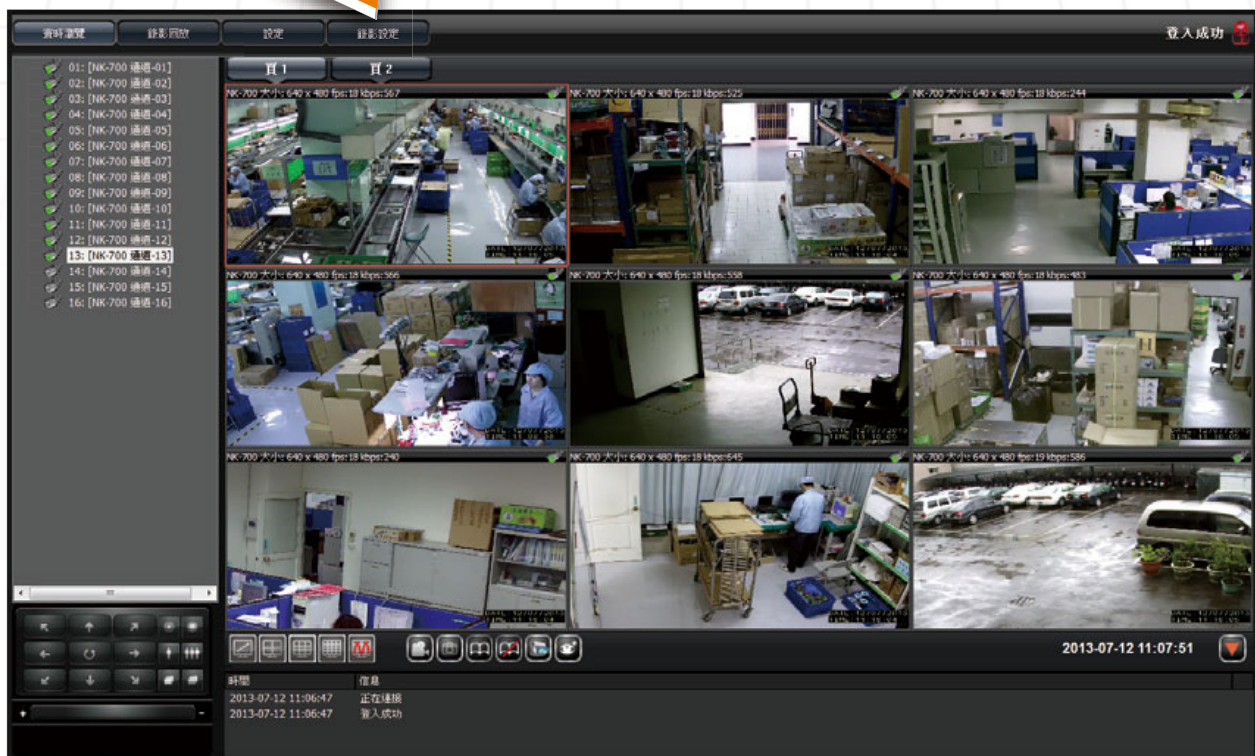 資時瀏覽 錄影回放 設定 錄影設定 登入成功
頁 1 頁 2
01: [NK-700 通道-01]
02: [NK-700 通道-02]
03: [NK-700 通道-03]
04: [NK-700 通道-04]
05: [NK-700 通道-05]
06: [NK-700 通道-06]
07: [NK-700 通道-07]
08: [NK-700 通道-08]
09: [NK-700 通道-09]
10: [NK-700 通道-10]
11: [NK-700 通道-11]
12: [NK-700 通道-12]
13: [NK-700 通道-13]
14: [NK-700 通道-14]
15: [NK-700 通道-15]
16: [NK-700 通道-16]
NK-700 大小: 640 x 480 fps:18 kbps:567
NK-700 大小: 640 x 480 fps:18 kbps:525
NK-700 大小: 640 x 480 fps:18 kbps:244
NK-700 大小: 640 x 480 fps:18 kbps:566
NK-700 大小: 640 x 480 fps:18 kbps:558
NK-700 大小: 640 x 480 fps:18 kbps:483
NK-700 大小: 640 x 480 fps:18 kbps:240
NK-700 大小: 640 x 480 fps:18 kbps:645
NK-700 大小: 640 x 480 fps:19 kbps:586
2013-07-12 11:07:51
時間 信息
2013-07-12 11:06:47 正在連接
2013-07-12 11:06:47 登入成功